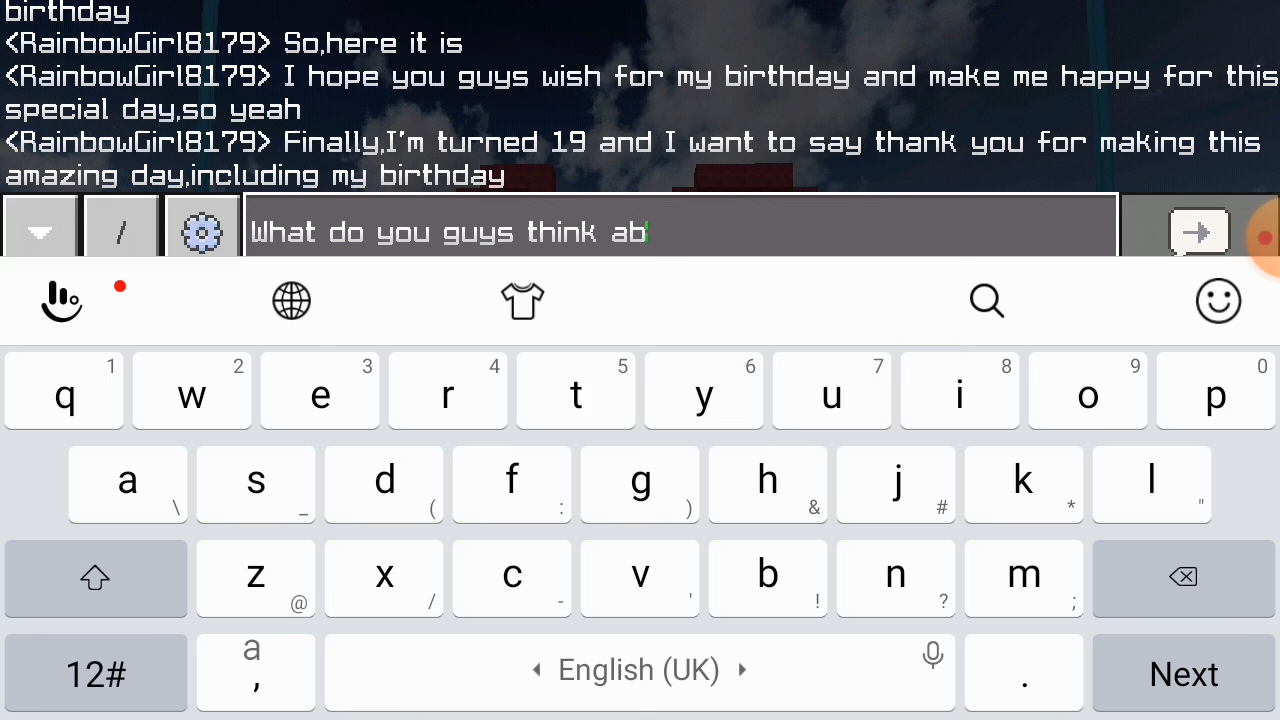 birthday
<RainbowGirl8179> So,here it is
<RainbowGirl8179> I hope you guys wish for my birthday and make me happy for this
special day,so yeah
<RainbowGirl8179> Finally,I'm turned 19 and I want to say thank you for making this
amazing day,including my birthday
/ What do you guys think ab
1 2 3 4 5 6 7 8 9 0
q w e r t y u i o p
a s d f g h j k l
\ _ ( : ) & # * "
z x c v b n m
@ / - ' ! ? ;
12# a , English (UK) . Next